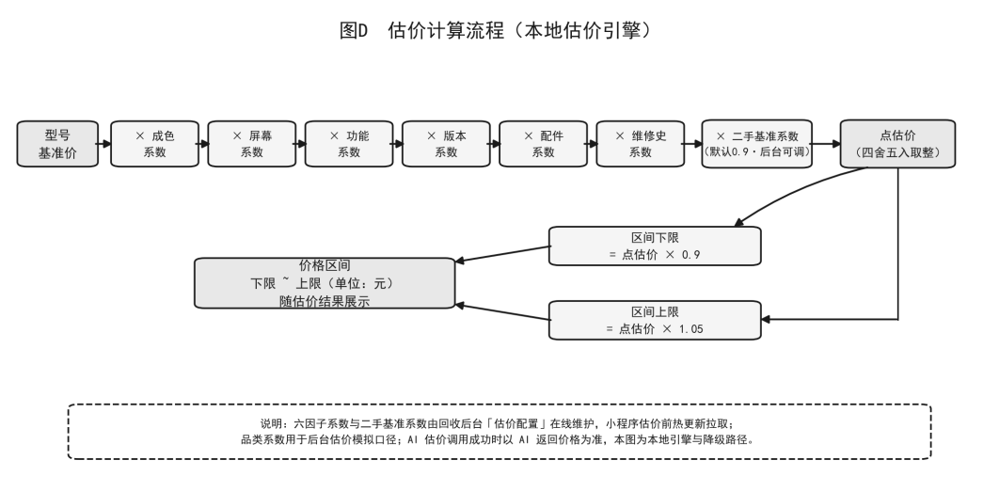 图D 估价计算流程（本地估价引擎）
型号
基准价
× 成色
系数
× 屏幕
系数
× 功能
系数
× 版本
系数
× 配件
系数
× 维修史
系数
× 二手基准系数
(默认0.9·后台可调)
点估价
（四舍五入取整）
区间下限
= 点估价 × 0.9
价格区间
下限 ~ 上限（单位：元）
随估价结果展示
区间上限
= 点估价 × 1.05
说明：六因子系数与二手基准系数由回收后台「估价配置」在线维护，小程序估价前热更新拉取；
品类系数用于后台估价模拟口径；AI 估价调用成功时以 AI 返回价格为准，本图为本地引擎与降级路径。